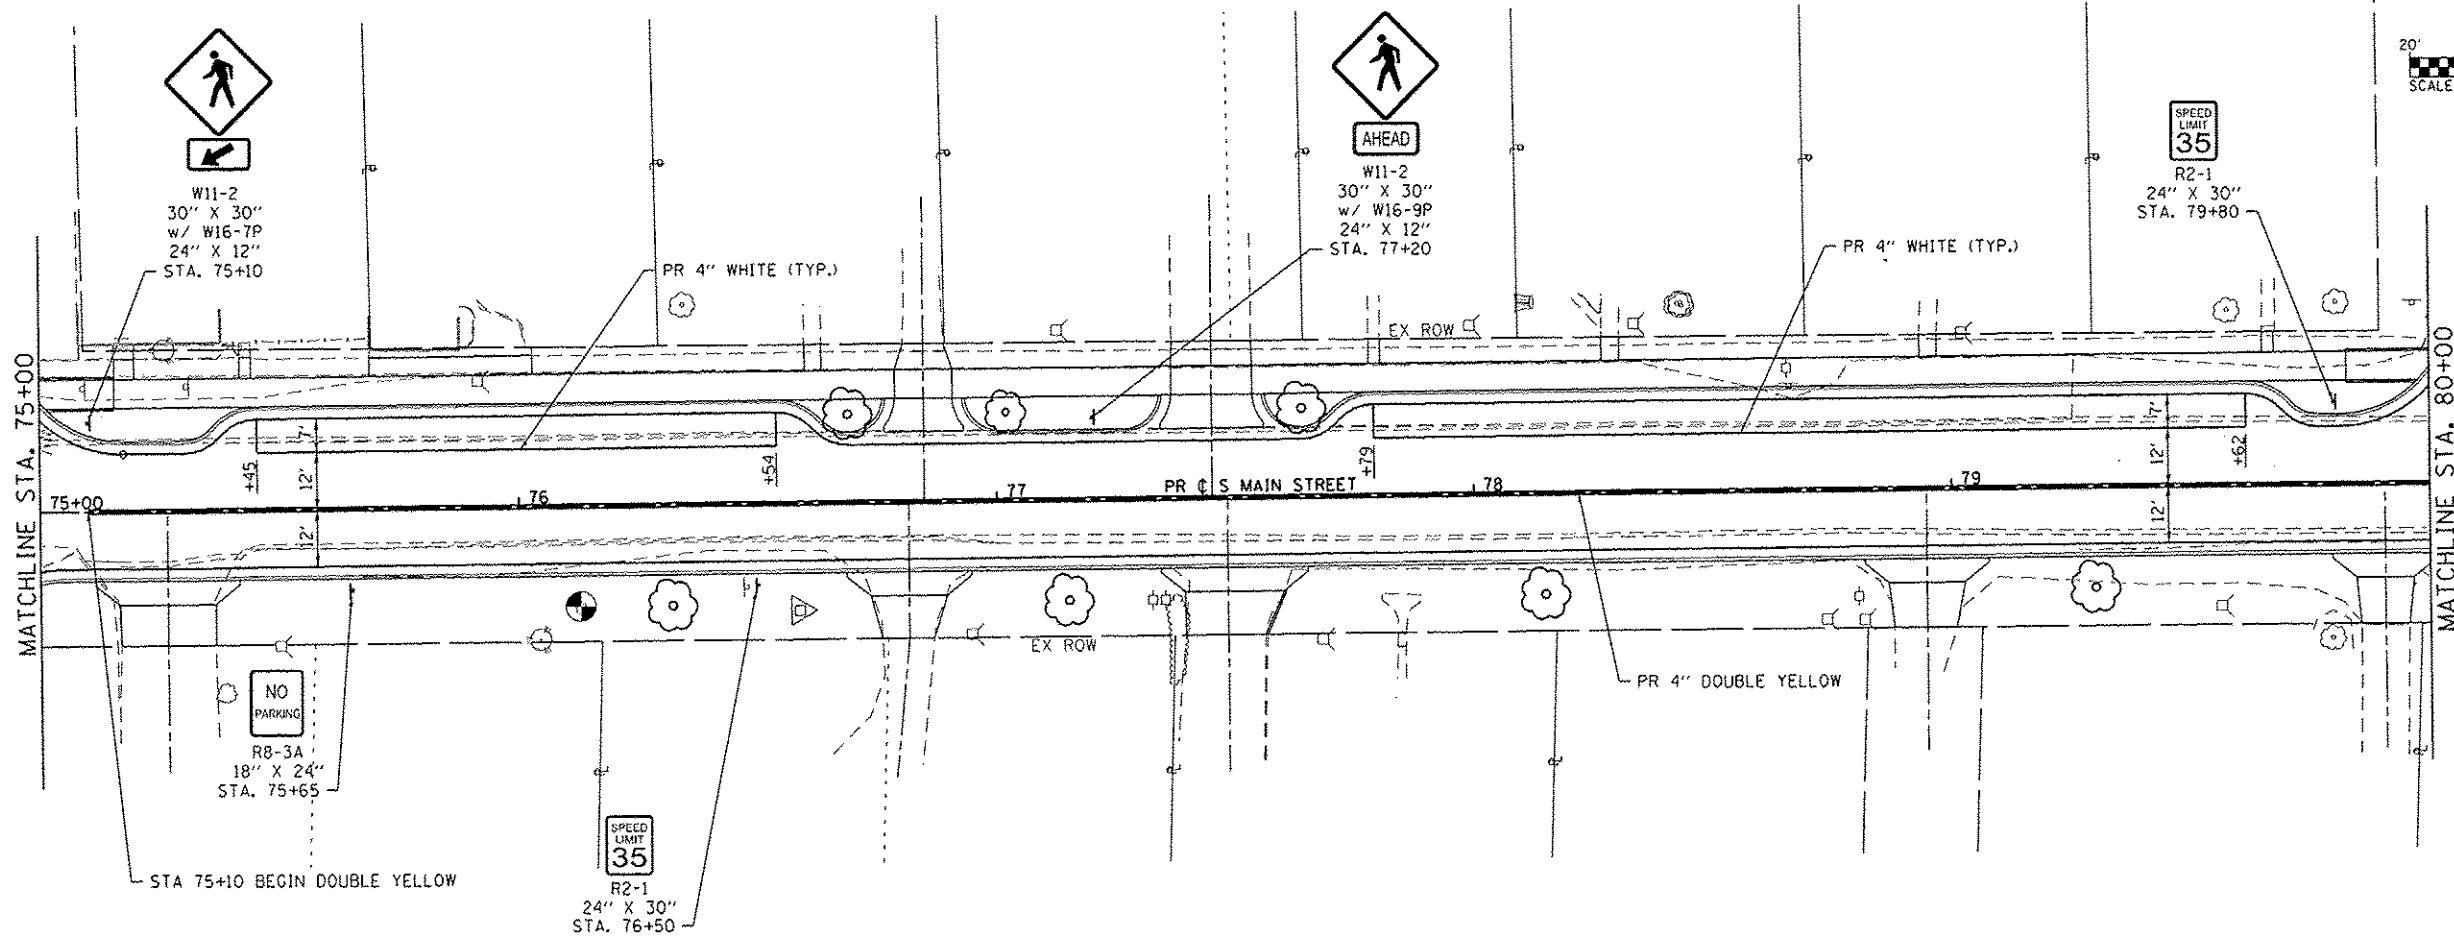 20'
SCALE
SPEED
LIMIT
35
R2-1
24" X 30"
STA. 79+80
AHEAD
W11-2
30" X 30"
w/ W16-9P
24" X 12"
STA. 77+20
W11-2
30" X 30"
w/ W16-7P
24" X 12"
STA. 75+10
PR 4" WHITE (TYP.)
PR 4" WHITE (TYP.)
EX ROW
MATCHLINE STA. 75+00
MATCHLINE STA. 80+00
+45
7'
12'
12'
+54
+79
7'
12'
12'
+62
75+00
76
77
PR ℄ S MAIN STREET
78
79
EX ROW
PR 4" DOUBLE YELLOW
NO
PARKING
R8-3A
18" X 24"
STA. 75+65
STA 75+10 BEGIN DOUBLE YELLOW
SPEED
LIMIT
35
R2-1
24" X 30"
STA. 76+50